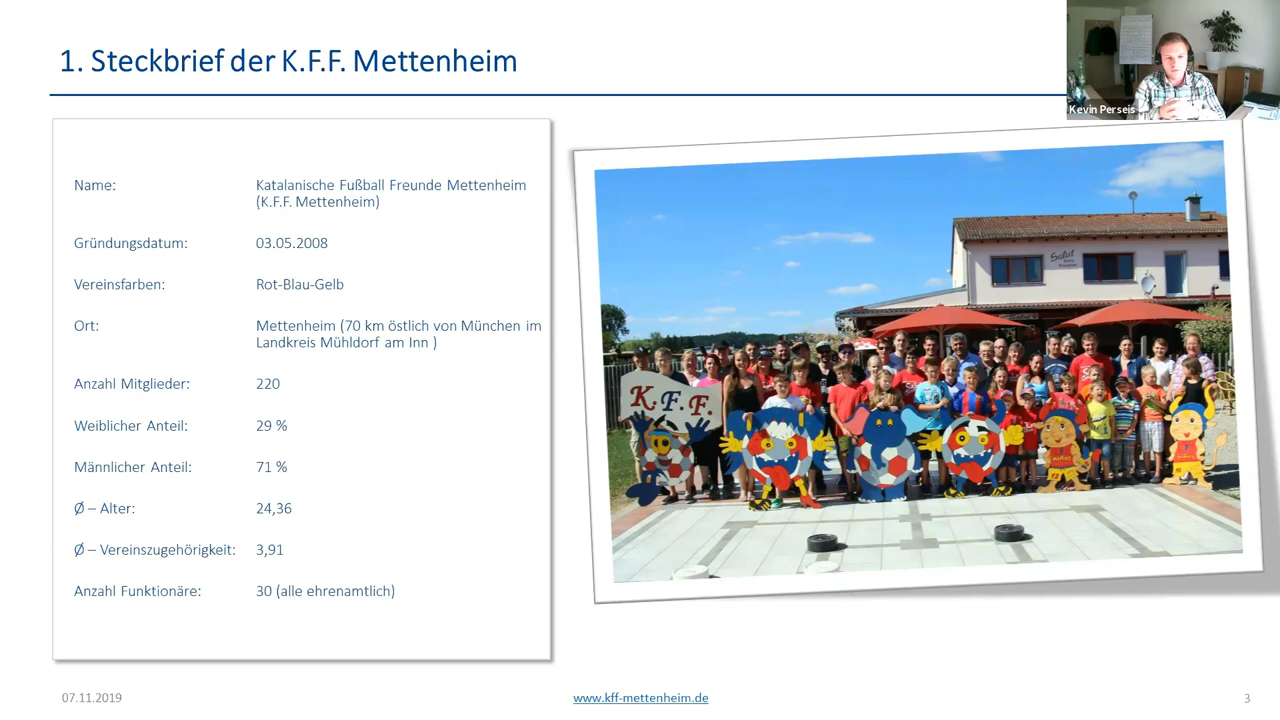 1. Steckbrief der K.F.F. Mettenheim
Kevin Perseis
Name: Katalanische Fußball Freunde Mettenheim
(K.F.F. Mettenheim)
Gründungsdatum: 03.05.2008
Vereinsfarben: Rot-Blau-Gelb
Ort: Mettenheim (70 km östlich von München im
Landkreis Mühldorf am Inn )
Anzahl Mitglieder: 220
Weiblicher Anteil: 29 %
Männlicher Anteil: 71 %
Ø – Alter: 24,36
Ø – Vereinszugehörigkeit: 3,91
Anzahl Funktionäre: 30 (alle ehrenamtlich)
Salut
K. F. F.
07.11.2019
www.kff-mettenheim.de
3